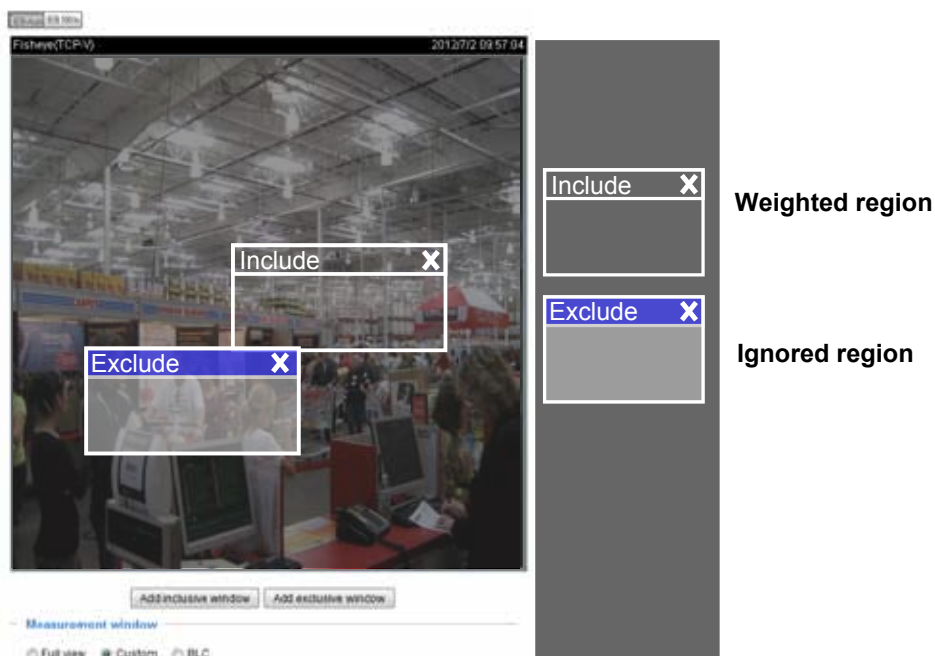 Fisheye(TCP-V) 2012/7/2 09:57:04
Include X
Exclude X
Include X
Weighted region
Exclude X
Ignored region
Add inclusive window Add exclusive window
Measurement window
Full view Custom BLC